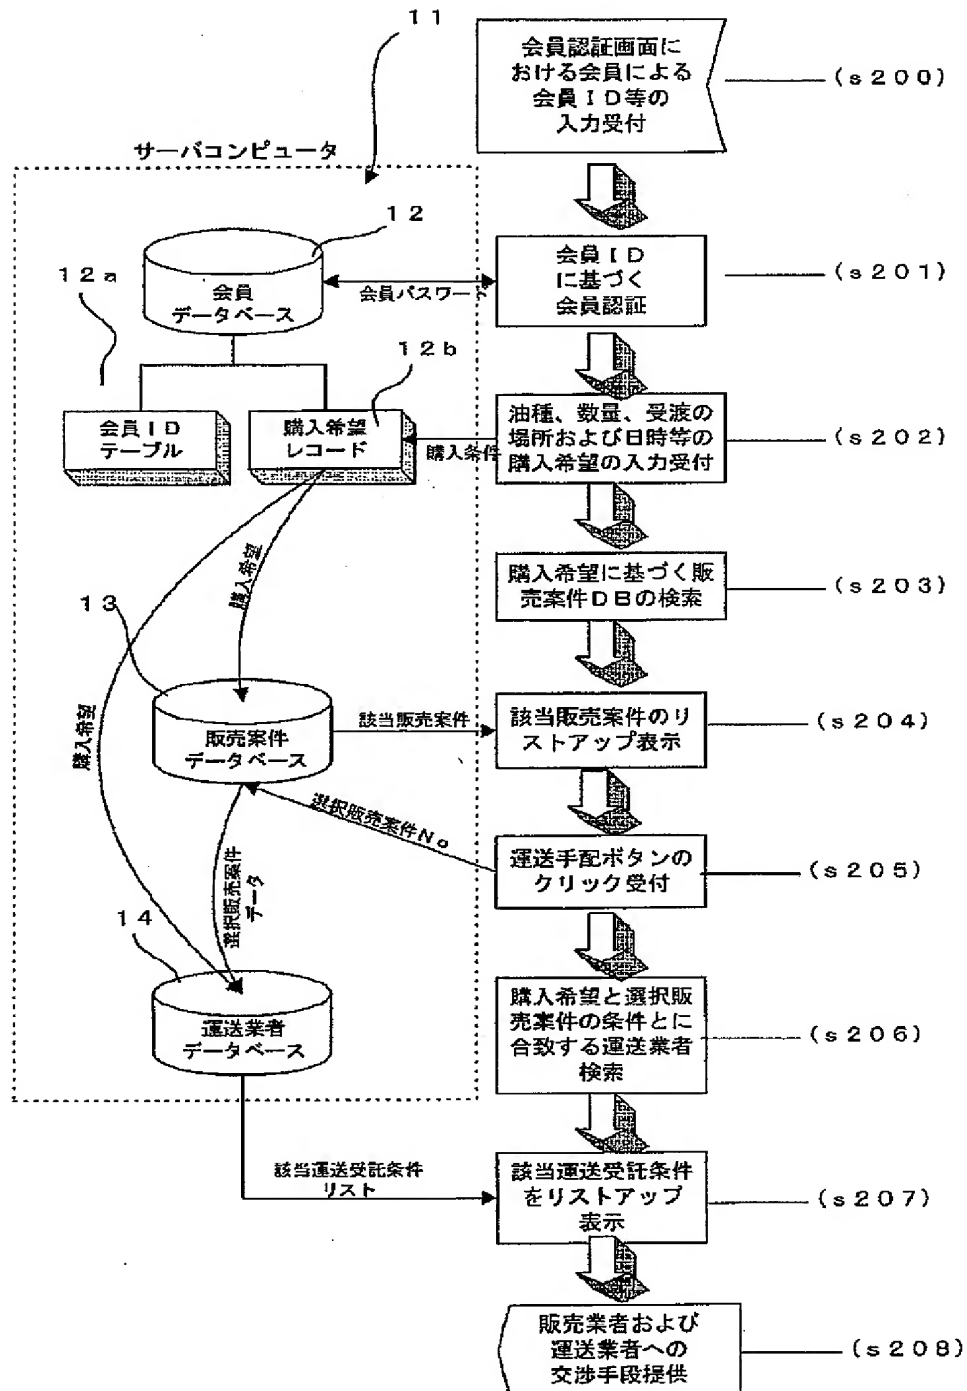 １１
会員認証画面に
おける会員による
会員ＩＤ等の
入力受付
(ｓ２００)
サーバコンピュータ
１２
１２ａ
会員
データベース
会員パスワード
会員ＩＤ
に基づく
会員認証
(ｓ２０１)
１２ｂ
会員ＩＤ
テーブル
購入希望
レコード
購入条件
油種、数量、受渡の
場所および日時等の
購入希望の入力受付
(ｓ２０２)
購入希望
購入希望
購入希望に基づく販
売案件ＤＢの検索
(ｓ２０３)
１３
販売案件
データベース
該当販売案件
該当販売案件のリ
ストアップ表示
(ｓ２０４)
選択販売案件Ｎｏ
運送手配ボタンの
クリック受付
(ｓ２０５)
選択販売案件
データ
１４
運送業者
データベース
購入希望と選択販
売案件の条件とに
合致する運送業者
検索
(ｓ２０６)
該当運送受託条件
リスト
該当運送受託条件
をリストアップ
表示
(ｓ２０７)
販売業者および
運送業者への
交渉手段提供
(ｓ２０８)